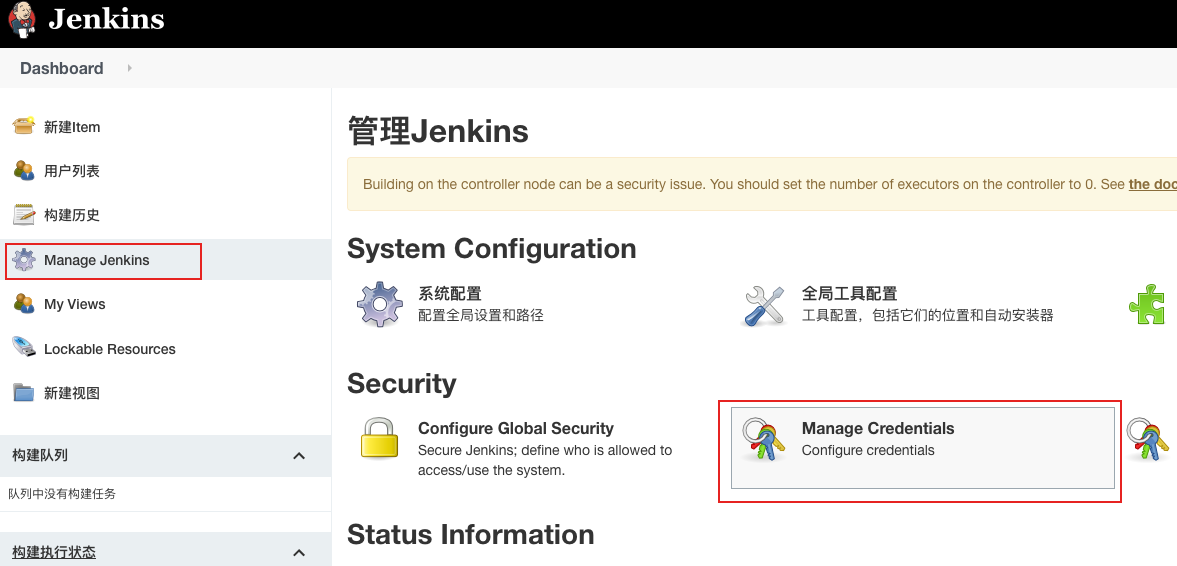 Jenkins
Dashboard
新建Item
用户列表
构建历史
Manage Jenkins
My Views
Lockable Resources
新建视图
构建队列
队列中没有构建任务
构建执行状态
管理Jenkins
Building on the controller node can be a security issue. You should set the number of executors on the controller to 0. See the doc
System Configuration
系统配置
配置全局设置和路径
全局工具配置
工具配置，包括它们的位置和自动安装器
Security
Configure Global Security
Secure Jenkins; define who is allowed to
access/use the system.
Manage Credentials
Configure credentials
Status Information